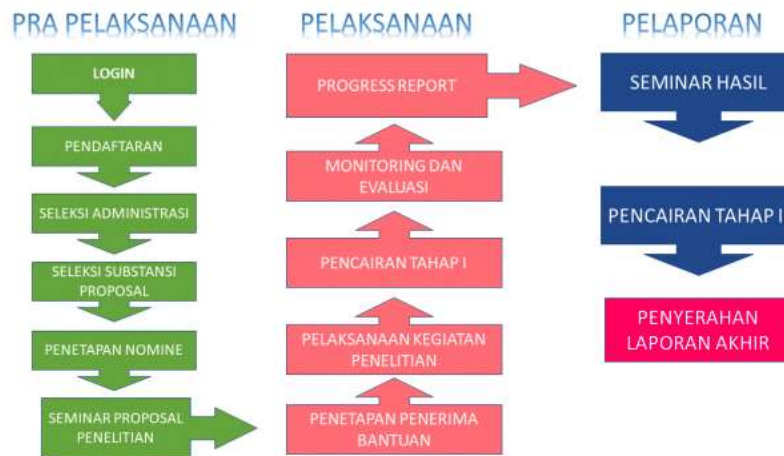 PRA PELAKSANAAN
LOGIN
PENDAFTARAN
SELEKSI ADMINISTRASI
SELEKSI SUBSTANSI
PROPOSAL
PENETAPAN NOMINE
SEMINAR PROPOSAL
PENELITIAN
PELAKSANAAN
PROGRESS REPORT
MONITORING DAN
EVALUASI
PENCAIRAN TAHAP I
PELAKSANAAN KEGIATAN
PENELITIAN
PENETAPAN PENERIMA
BANTUAN
PELAPORAN
SEMINAR HASIL
PENCAIRAN TAHAP I
PENYERAHAN
LAPORAN AKHIR